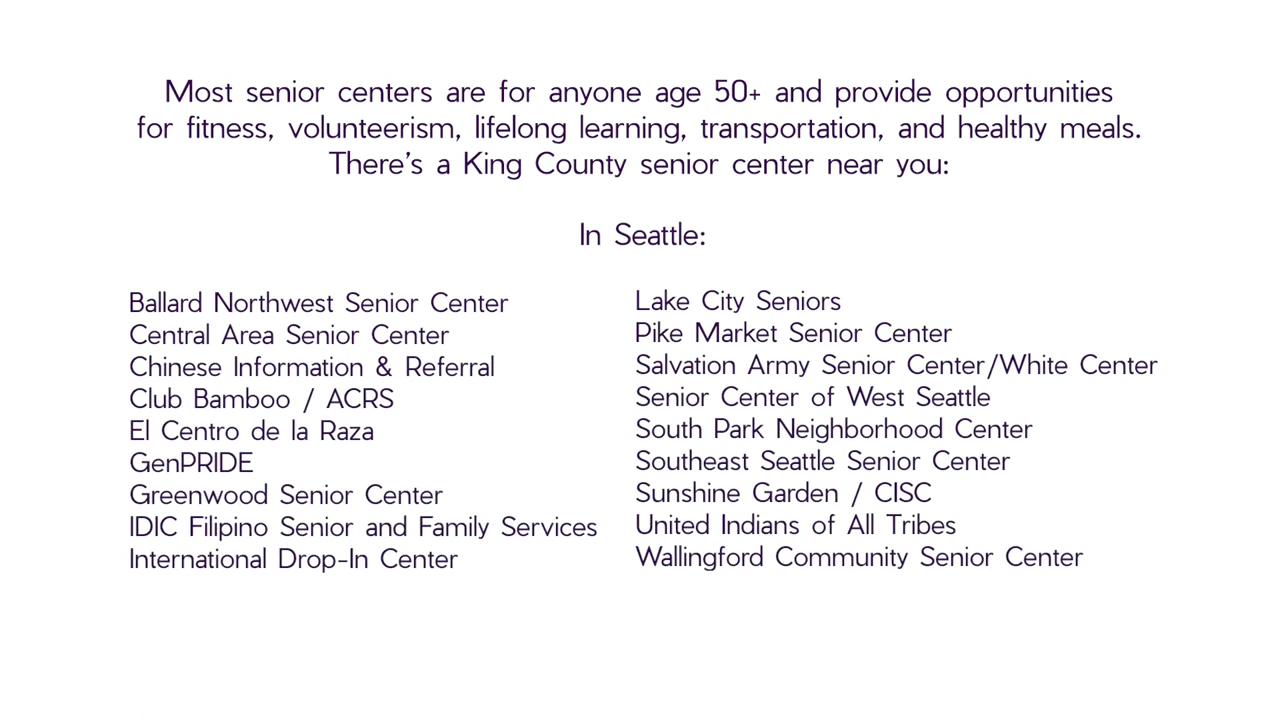 Most senior centers are for anyone age 50+ and provide opportunities
for fitness, volunteerism, lifelong learning, transportation, and healthy meals.
There's a King County senior center near you:
In Seattle:
Ballard Northwest Senior Center
Central Area Senior Center
Chinese Information & Referral
Club Bamboo / ACRS
El Centro de la Raza
GenPRIDE
Greenwood Senior Center
IDIC Filipino Senior and Family Services
International Drop-In Center
Lake City Seniors
Pike Market Senior Center
Salvation Army Senior Center/White Center
Senior Center of West Seattle
South Park Neighborhood Center
Southeast Seattle Senior Center
Sunshine Garden / CISC
United Indians of All Tribes
Wallingford Community Senior Center